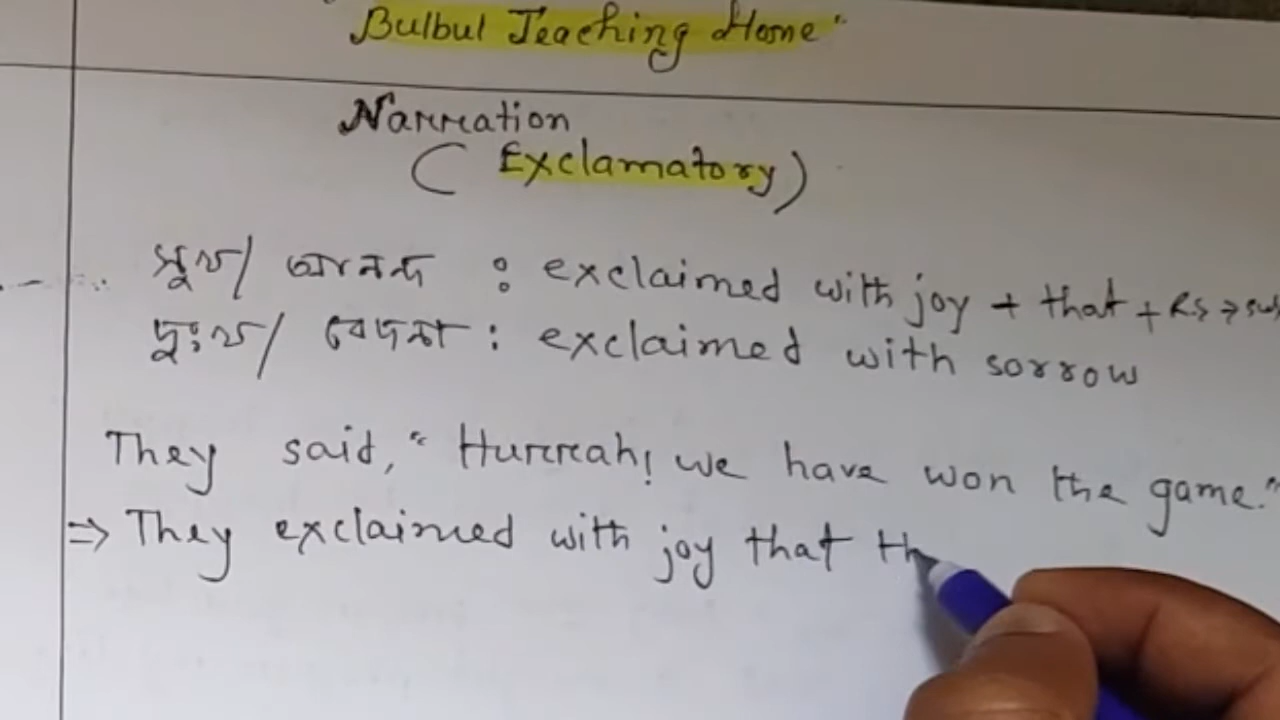 Bulbul Teaching Home"
Narration
(Exclamatory)
সুখ/ আনন্দ : exclaimed with joy + that + RS →
দুঃখ/ বেদনা : exclaimed with sorrow
They said, "Hurrah! we have won the game."
⇒ They exclaimed with joy that th